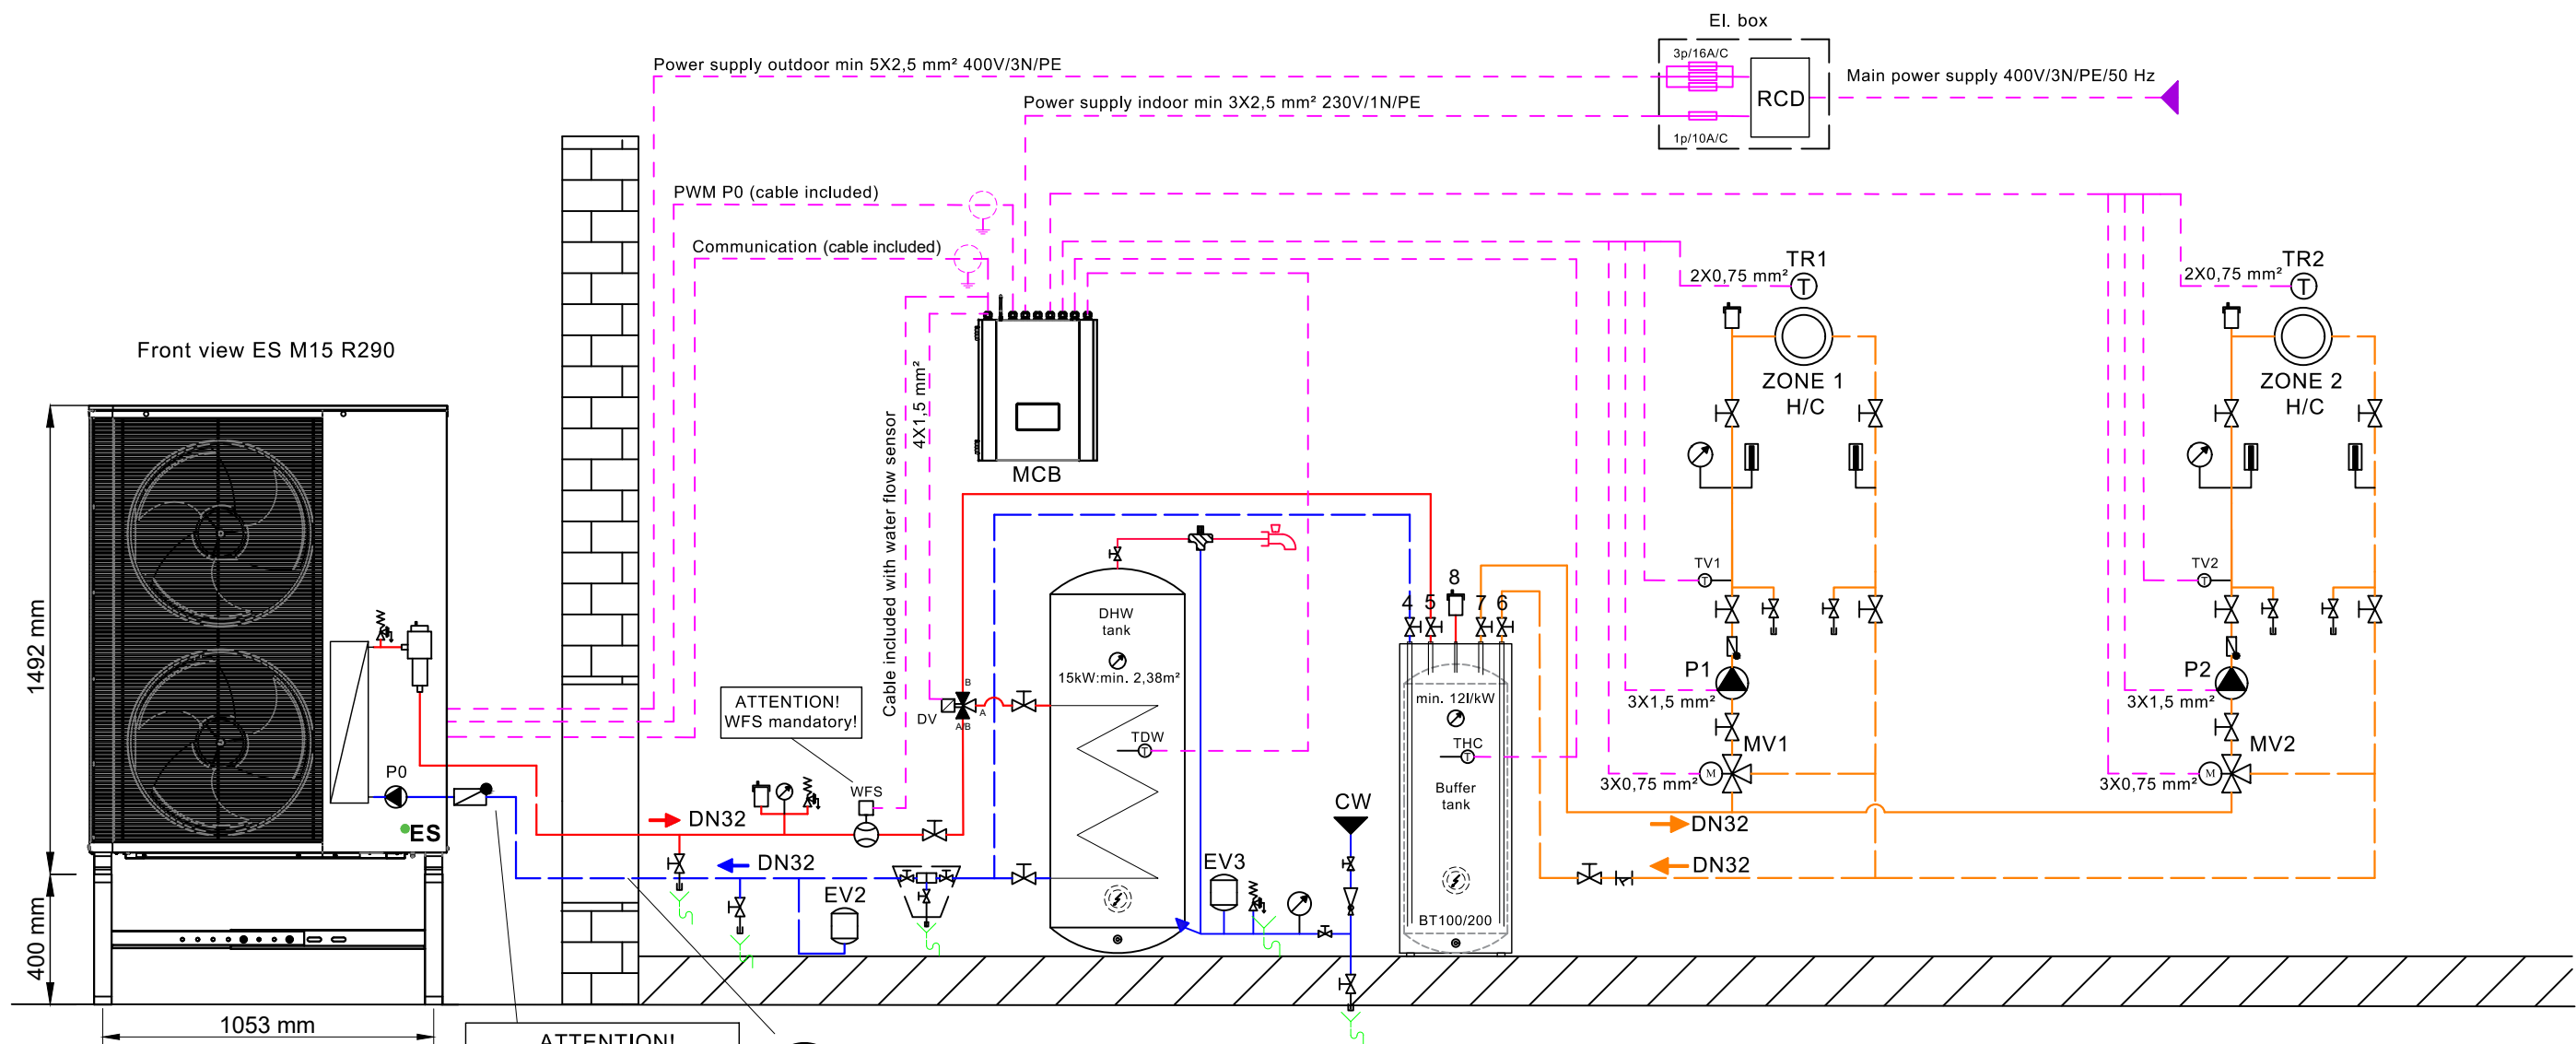 El. box
3p/16A/C
Power supply outdoor min 5X2,5 mm² 400V/3N/PE
Main power supply 400V/3N/PE/50 Hz
RCD
Power supply indoor min 3X2,5 mm² 230V/1N/PE
1p/10A/C
PWM P0 (cable included)
Communication (cable included)
TR1
TR2
2X0,75 mm²
2X0,75 mm²
T
T
Front view ES M15 R290
ZONE 1
H/C
ZONE 2
H/C
4X1,5 mm²
Cable included with water flow sensor
MCB
1492 mm
TV1
T
TV2
T
8
4
5
7
6
DHW
tank
15kW:min. 2,38m²
P1
P2
ATTENTION!
WFS mandatory!
min. 12l/kW
3X1,5 mm²
3X1,5 mm²
B
DV
A
A/B
TDW
T
THC
T
MV1
MV2
M
M
P0
3X0,75 mm²
3X0,75 mm²
WFS
Buffer
tank
CW
DN32
DN32
ES
DN32
DN32
EV2
EV3
BT100/200
400 mm
1053 mm
ATTENTION!